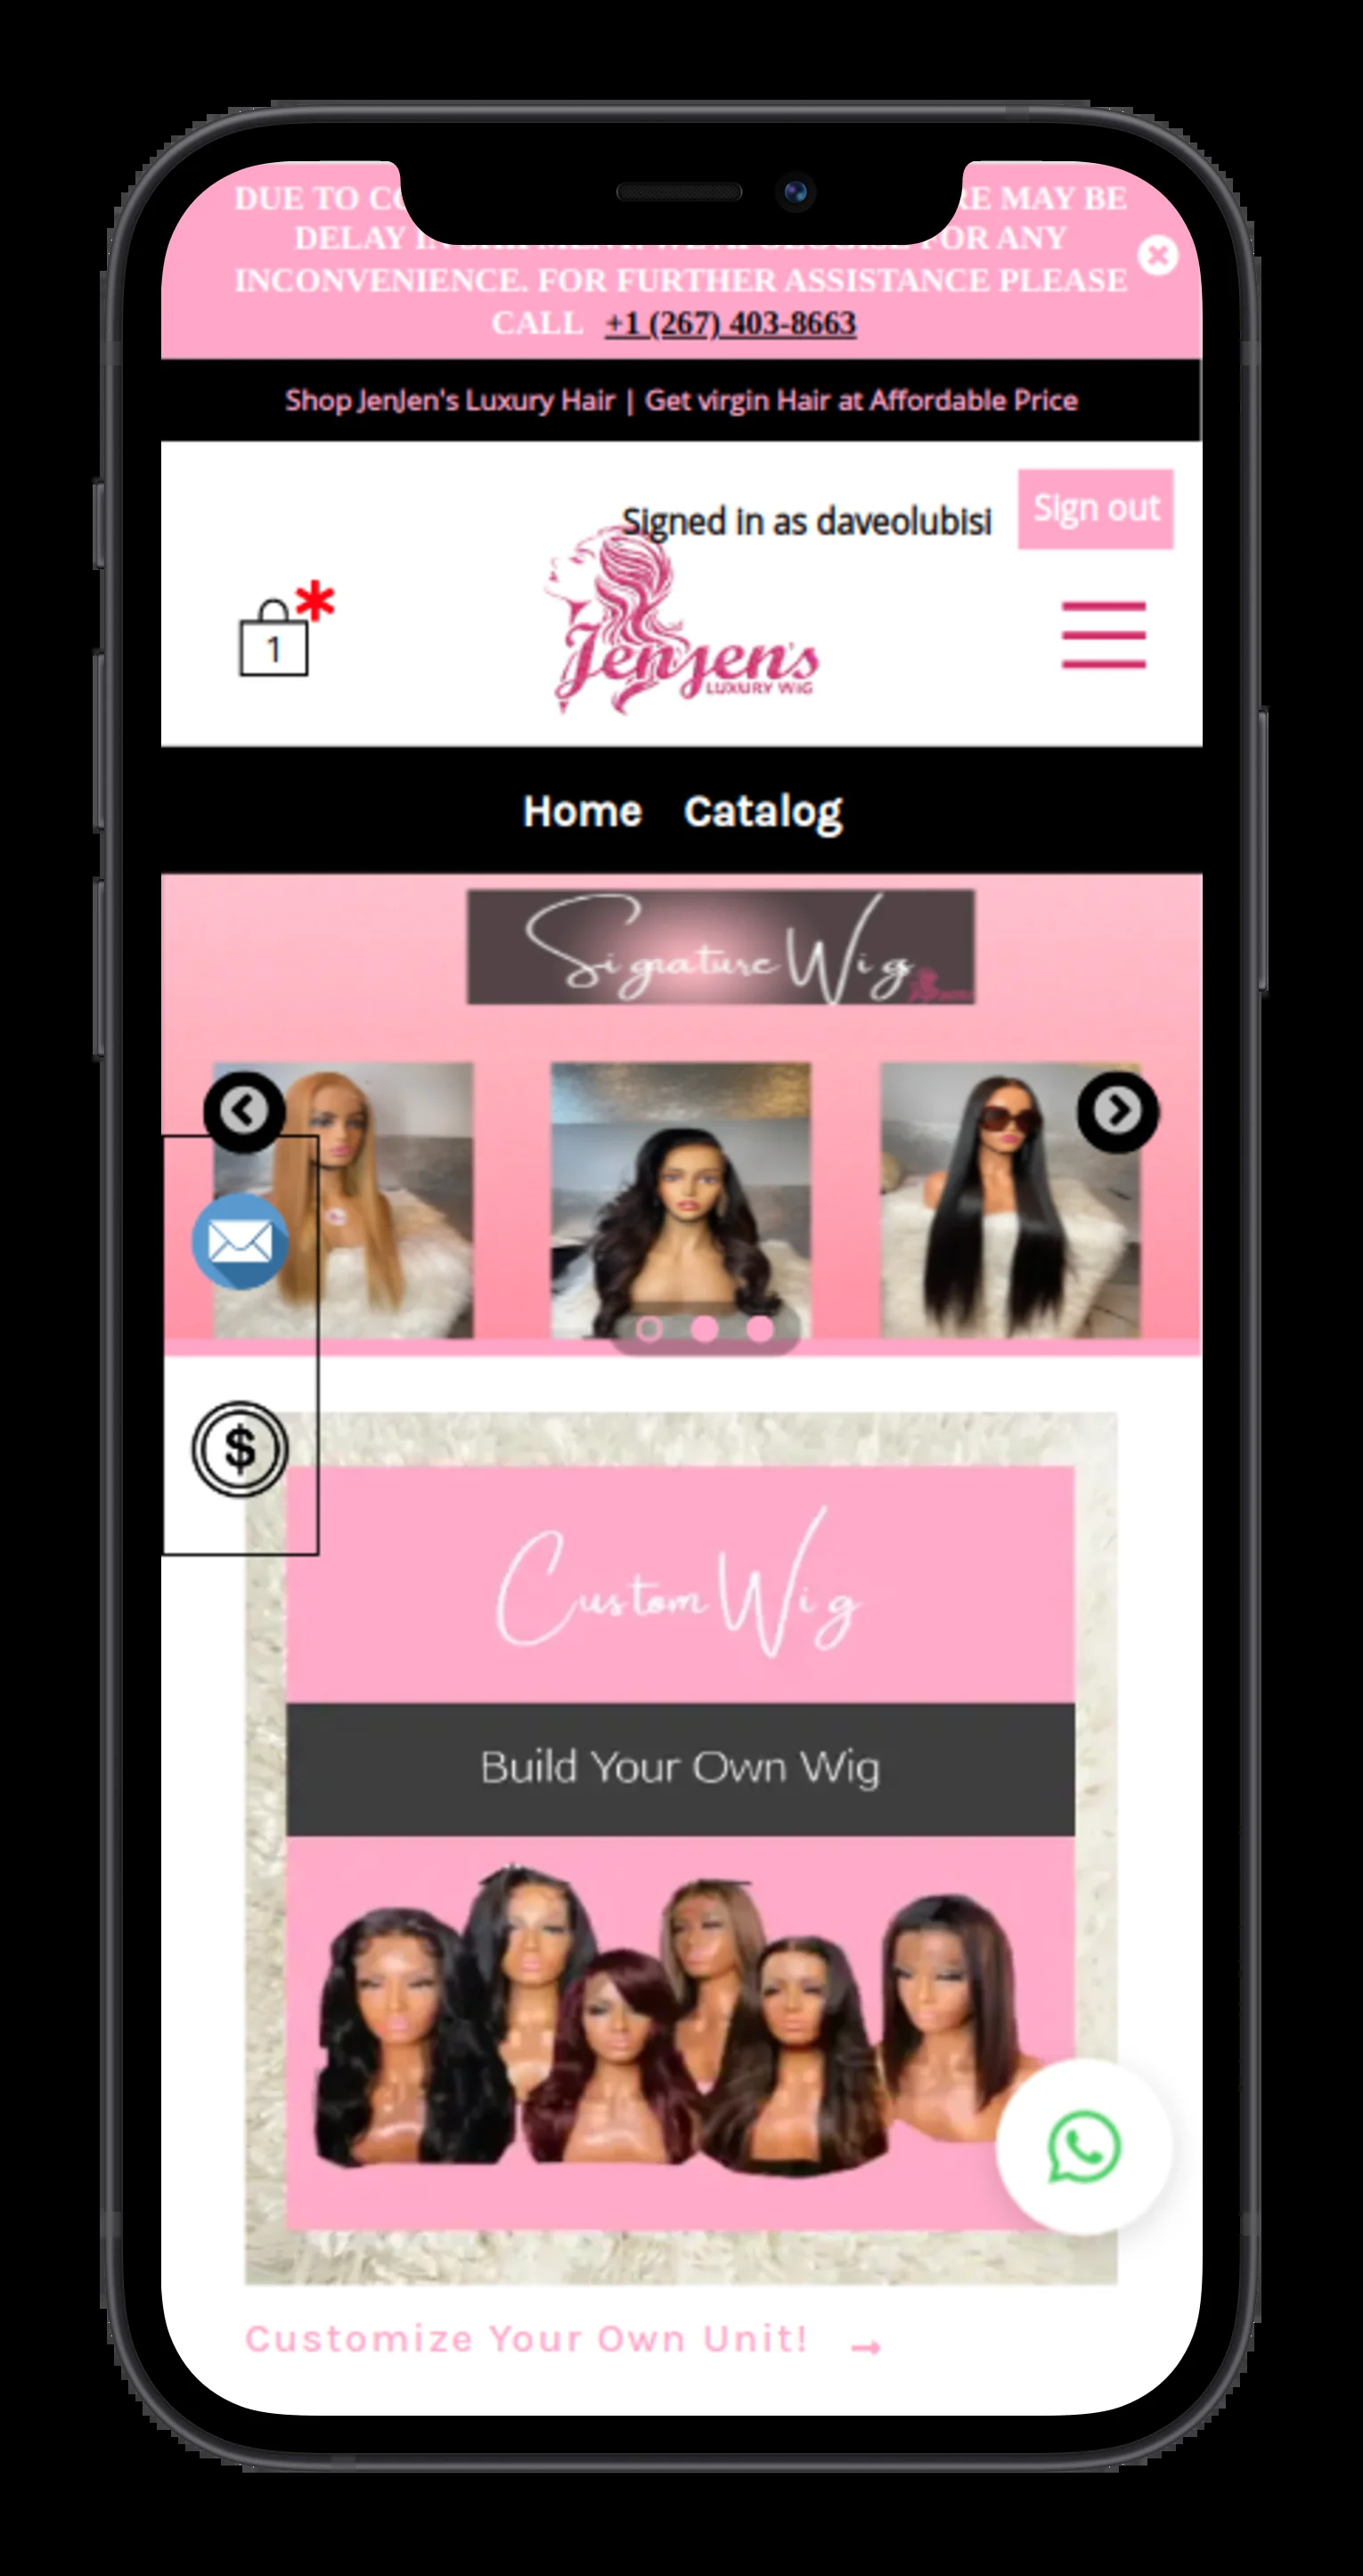 DUE TO RE MAY BE
DELAY FOR ANY
INCONVENIENCE. FOR FURTHER ASSISTANCE PLEASE
CALL +1 (267) 403-8663
Shop JenJen's Luxury Hair | Get virgin Hair at Affordable Price
Signed in as daveolubisi
Sign out
1
Jenjen's
LUXURY WIG
Home Catalog
Signature Wig
$
Custom Wig
Build Your Own Wig
Customize Your Own Unit! →